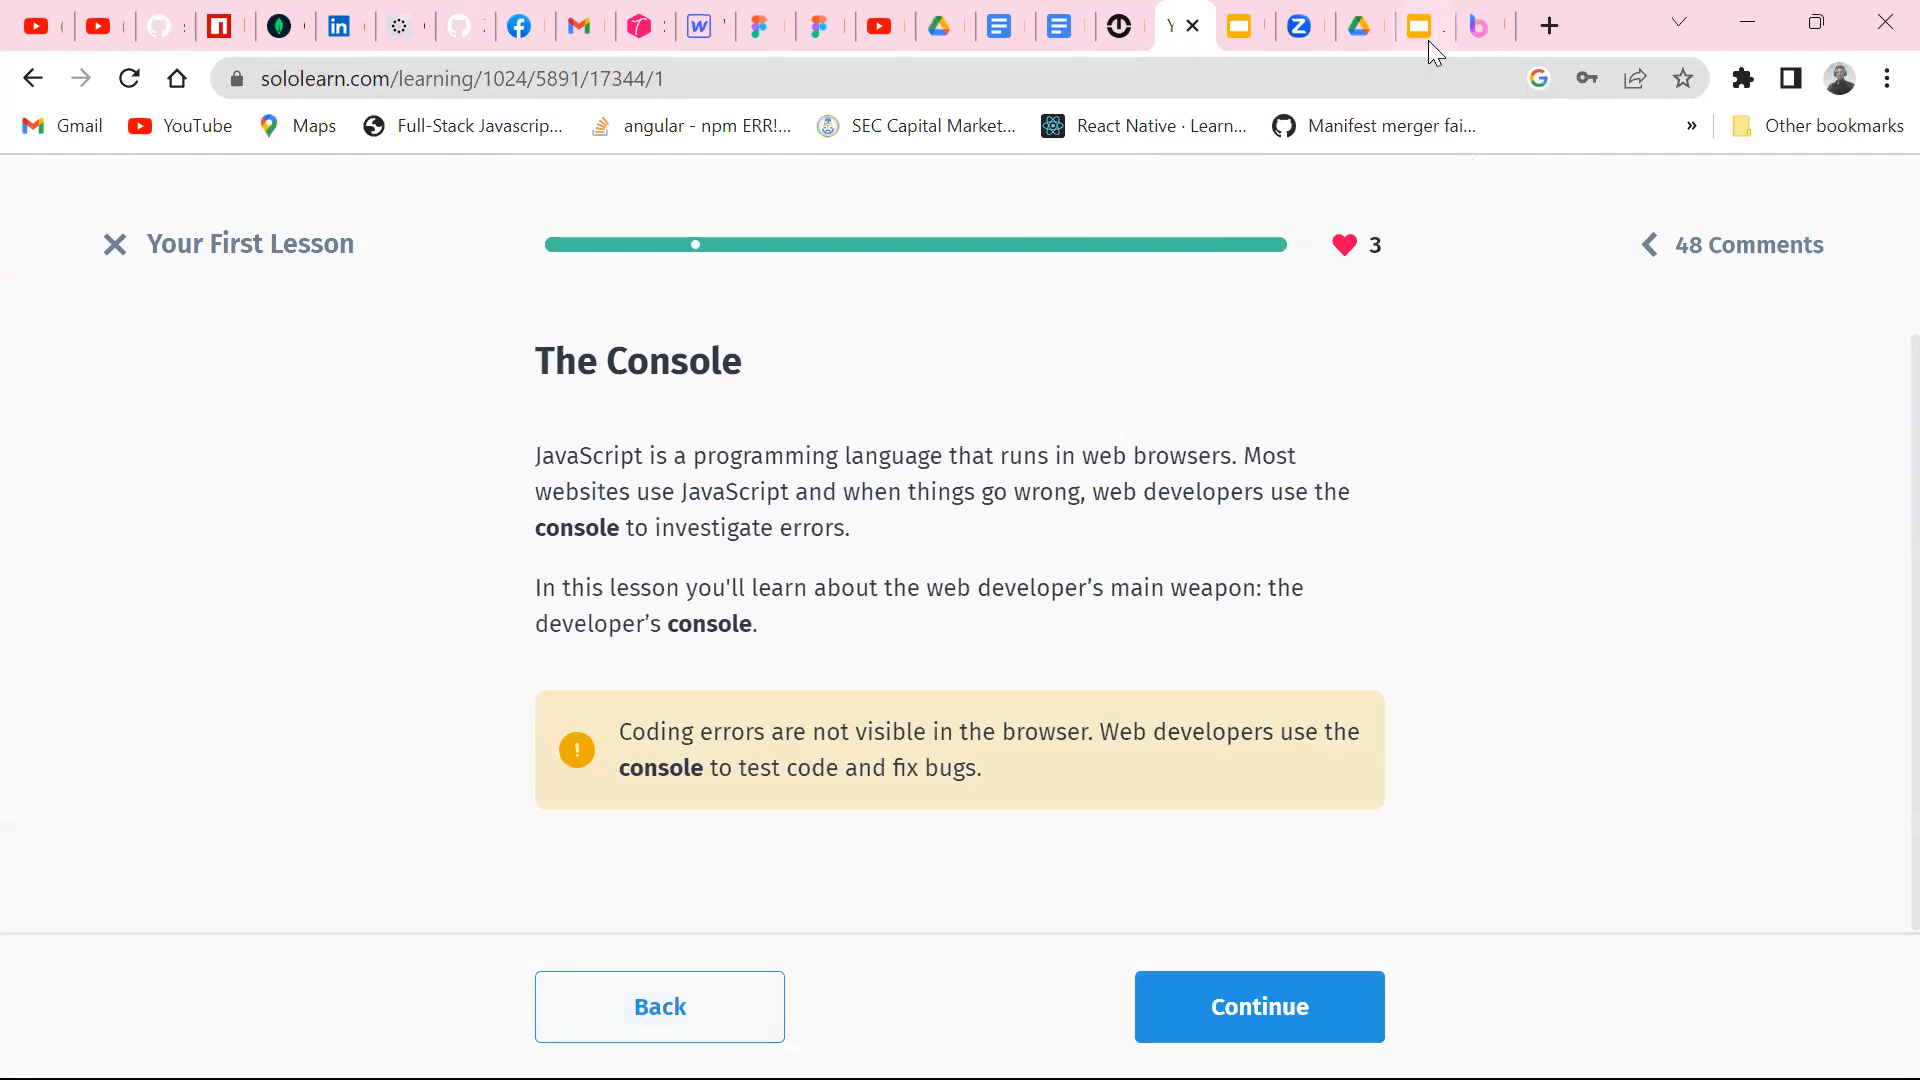 sololearn.com/learning/1024/5891/17344/1
Gmail YouTube Maps Full-Stack Javascrip... angular - npm ERR!... SEC Capital Market... React Native · Learn... Manifest merger fai... » Other bookmarks
Your First Lesson 3 48 Comments
The Console
JavaScript is a programming language that runs in web browsers. Most
websites use JavaScript and when things go wrong, web developers use the
console to investigate errors.
In this lesson you'll learn about the web developer’s main weapon: the
developer’s console.
Coding errors are not visible in the browser. Web developers use the
console to test code and fix bugs.
Back Continue